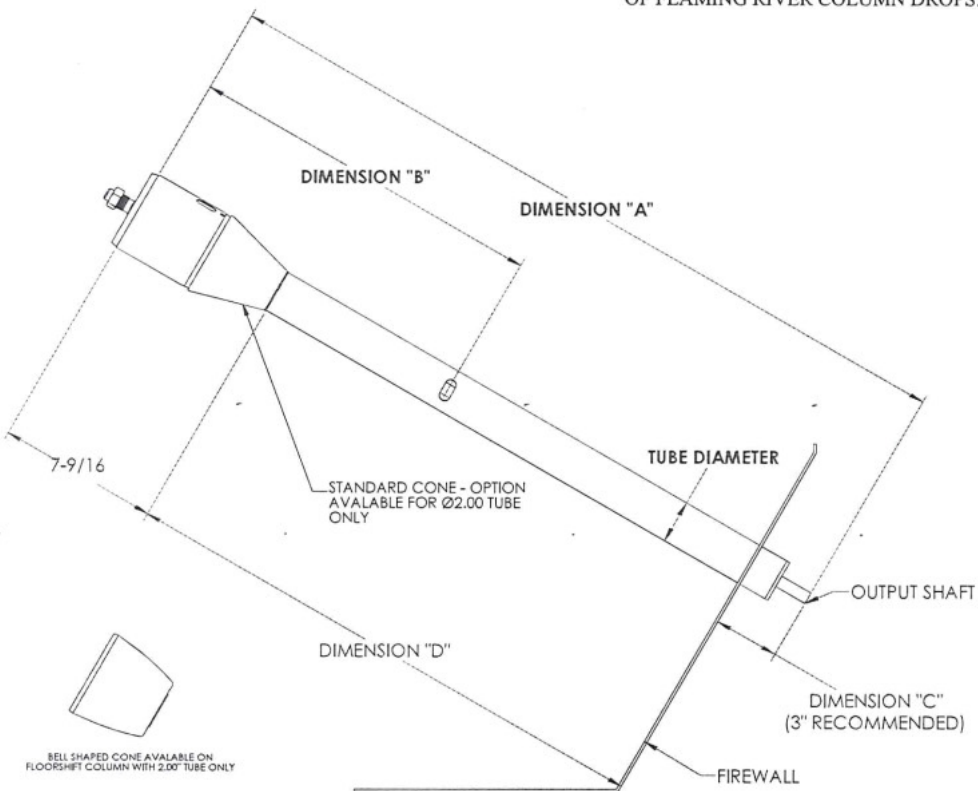 OF FLAMING RIVER COLUMN DROPS.
DIMENSION "B"
DIMENSION "A"
7-9/16
STANDARD CONE - OPTION
AVALABLE FOR Ø2.00 TUBE
ONLY
TUBE DIAMETER
OUTPUT SHAFT
DIMENSION "D"
DIMENSION "C"
(3" RECOMMENDED)
FIREWALL
BELL SHAPED CONE AVALABLE ON
FLOORSHIFT COLUMN WITH 2.00" TUBE ONLY